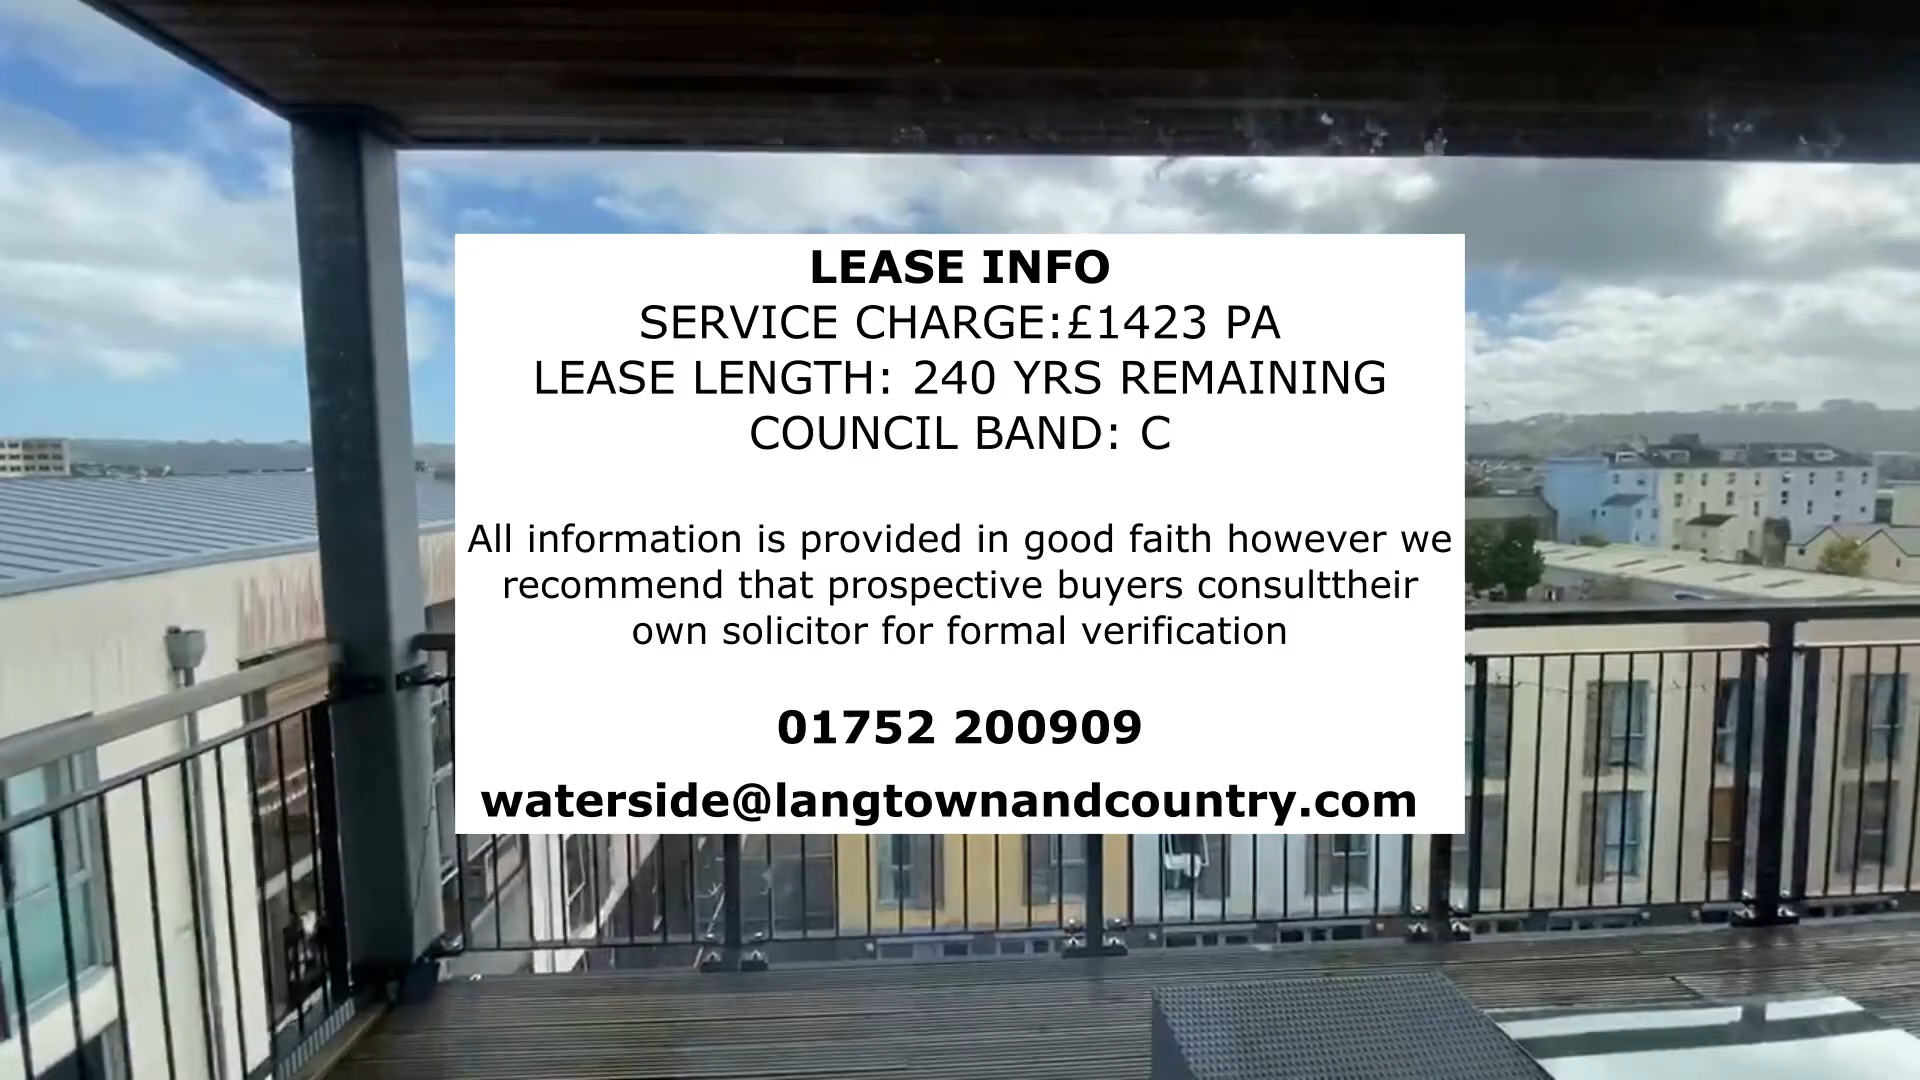 LEASE INFO
SERVICE CHARGE:£1423 PA
LEASE LENGTH: 240 YRS REMAINING
COUNCIL BAND: C
All information is provided in good faith however we
recommend that prospective buyers consulttheir
own solicitor for formal verification
01752 200909
waterside@langtownandcountry.com